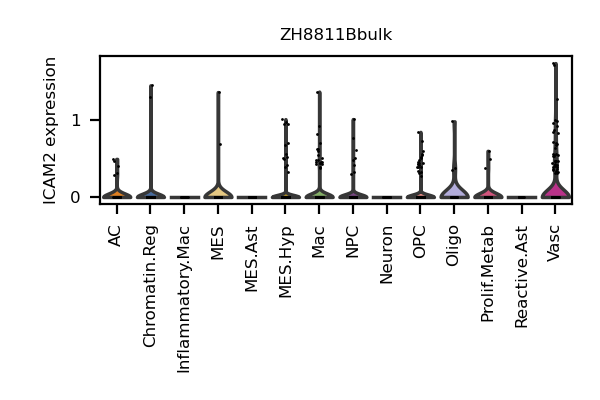 ZH8811Bbulk
ICAM2 expression
1
0
AC
Chromatin.Reg
Inflammatory.Mac
MES
MES.Ast
MES.Hyp
Mac
NPC
Neuron
OPC
Oligo
Prolif.Metab
Reactive.Ast
Vasc